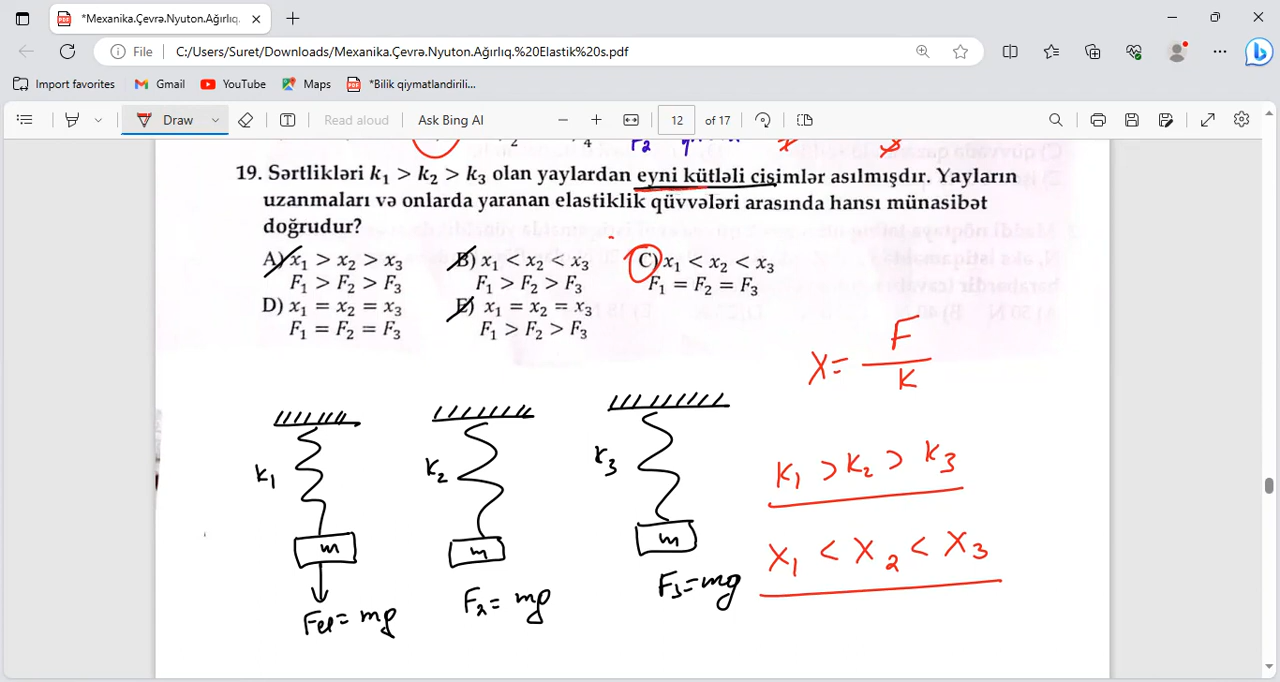 *Mexanika.Çevrə.Nyuton.Ağırlıq.
File
C:/Users/Suret/Downloads/Mexanika.Çevrə.Nyuton.Ağırlıq.%20Elastik%20s.pdf
Import favorites
Gmail
YouTube
Maps
*Bilik qiymatlandirili...
Draw
Read aloud
Ask Bing AI
12
of 17
F2
19. Sərtlikləri k1 > k2 > k3 olan yaylardan eyni kütləli cisimlər asılmışdır. Yayların
uzanmaları və onlarda yaranan elastiklik qüvvələri arasında hansı münasibət
doğrudur?
A) x1 > x2 > x3 B) x1 < x2 < x3 C) x1 < x2 < x3
F1 > F2 > F3 F1 > F2 > F3 F1 = F2 = F3
D) x1 = x2 = x3 E) x1 = x2 = x3
F1 = F2 = F3 F1 > F2 > F3
x = F
K
K1 K2 K3
K1 > K2 > K3
m m m
x1 < x2 < x3
Fel = mg F2 = mg F3 = mg